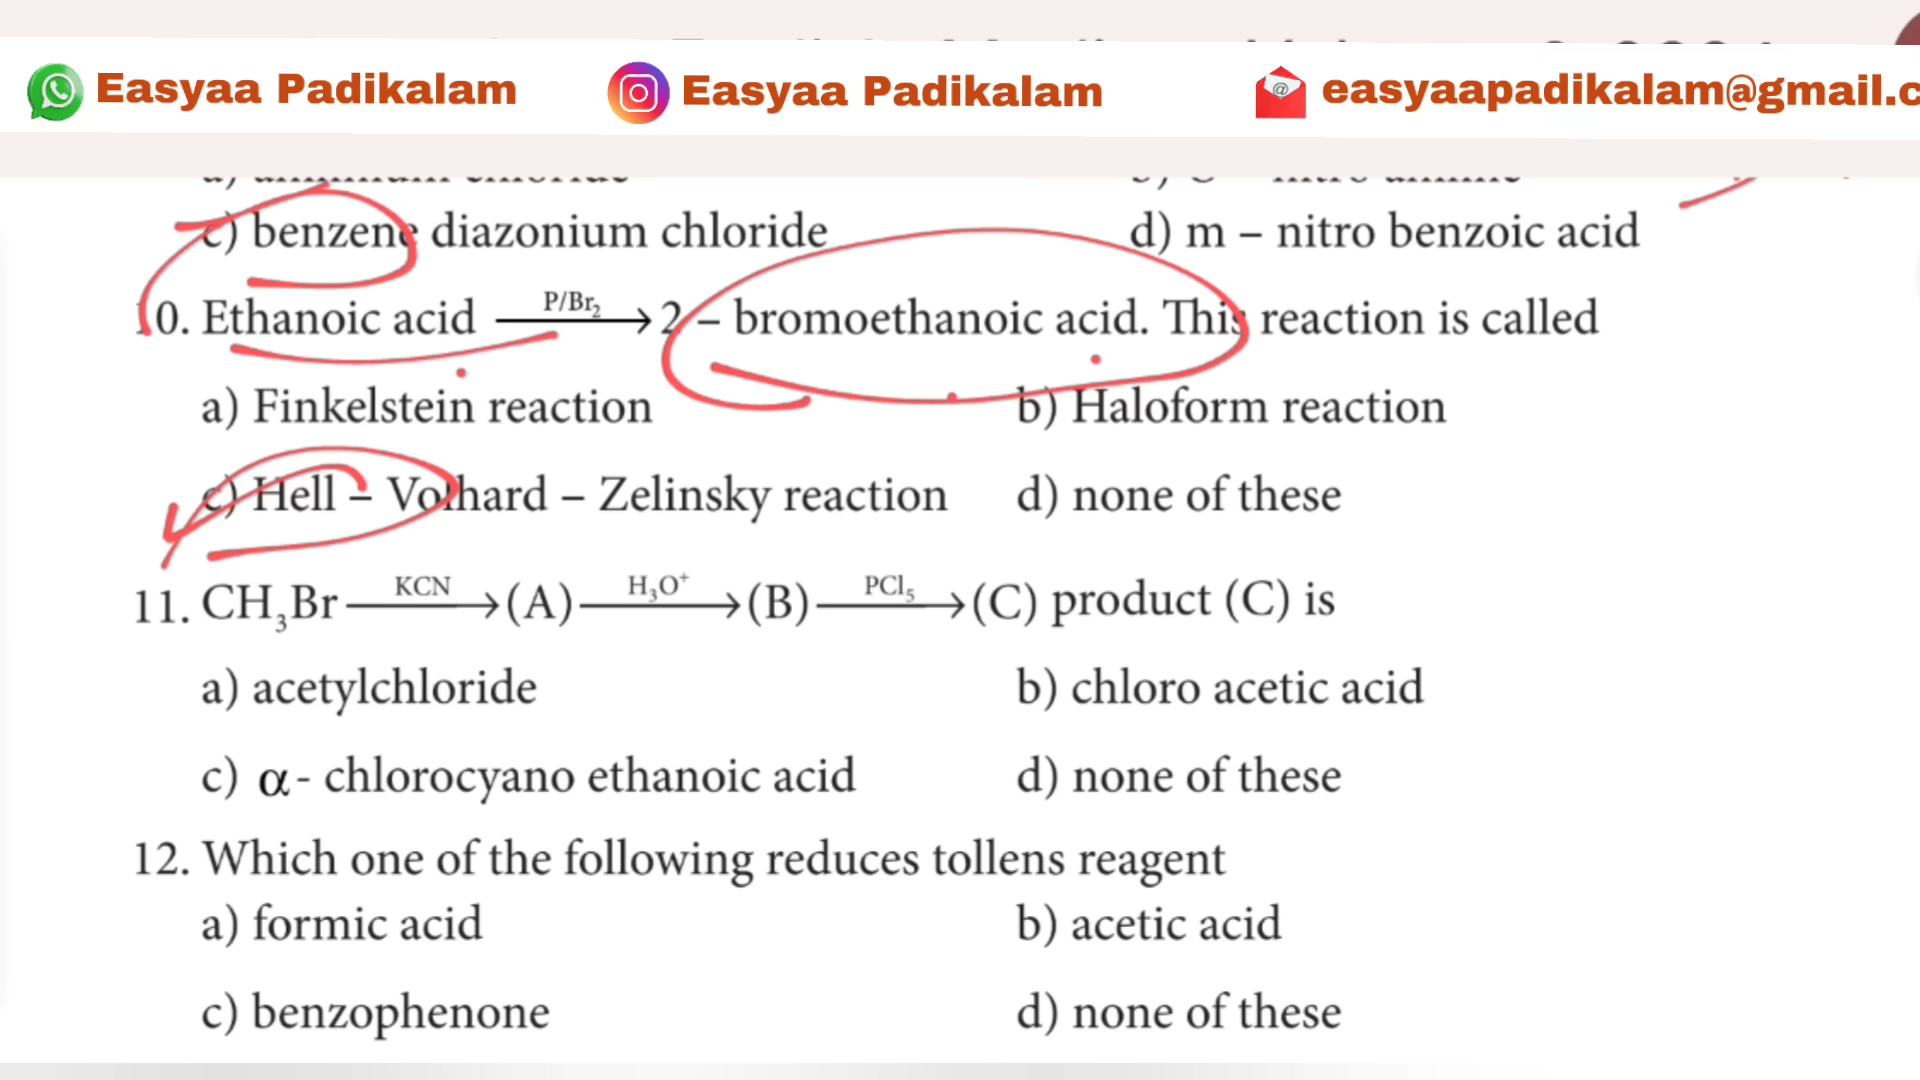 Easyaa Padikalam Easyaa Padikalam easyaapadikalam@gmail.c
c) benzene diazonium chloride d) m – nitro benzoic acid
10. Ethanoic acid —P/Br₂→ 2 – bromoethanoic acid. This reaction is called
a) Finkelstein reaction b) Haloform reaction
c) Hell – Volhard – Zelinsky reaction d) none of these
11. CH₃Br —KCN→ (A) —H₃O⁺→ (B) —PCl₅→ (C) product (C) is
a) acetylchloride b) chloro acetic acid
c) α - chlorocyano ethanoic acid d) none of these
12. Which one of the following reduces tollens reagent
a) formic acid b) acetic acid
c) benzophenone d) none of these